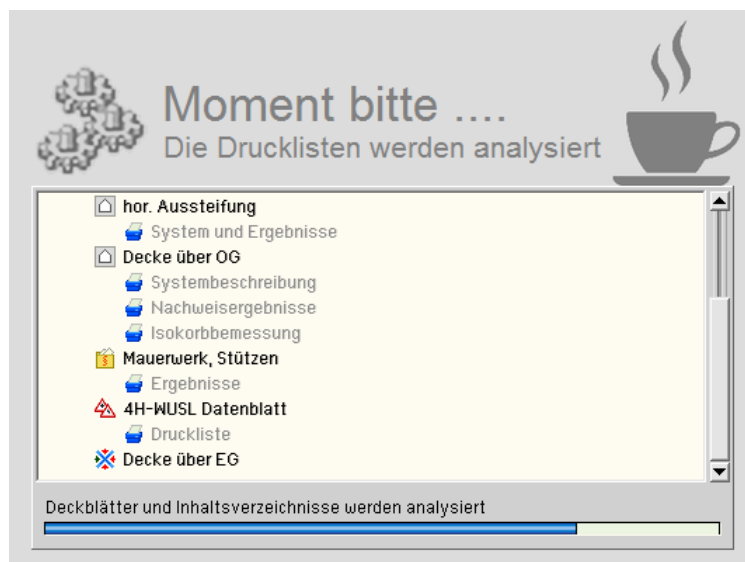 Moment bitte ....
Die Drucklisten werden analysiert
hor. Aussteifung
System und Ergebnisse
Decke über OG
Systembeschreibung
Nachweisergebnisse
Isokorbbemessung
Mauerwerk, Stützen
Ergebnisse
4H-WUSL Datenblatt
Druckliste
Decke über EG
Deckblätter und Inhaltsverzeichnisse werden analysiert